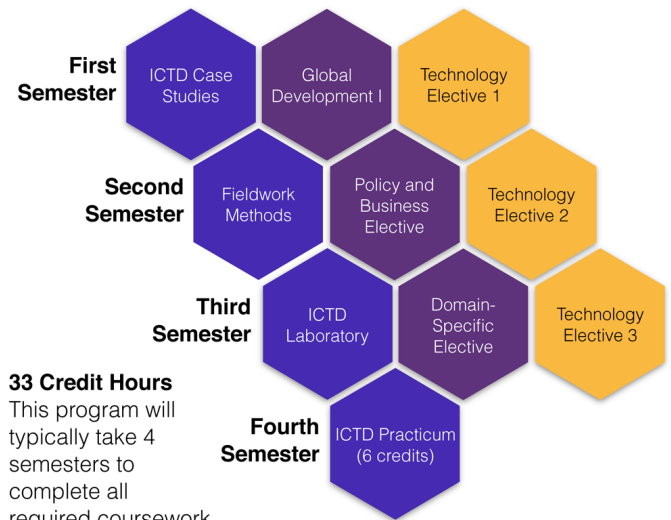 First
Semester
ICTD Case
Studies
Global
Development I
Technology
Elective 1
Second
Semester
Fieldwork
Methods
Policy and
Business
Elective
Technology
Elective 2
Third
Semester
ICTD
Laboratory
Domain-
Specific
Elective
Technology
Elective 3
33 Credit Hours
This program will
typically take 4
semesters to
complete all
required coursework
Fourth
Semester
ICTD Practicum
(6 credits)